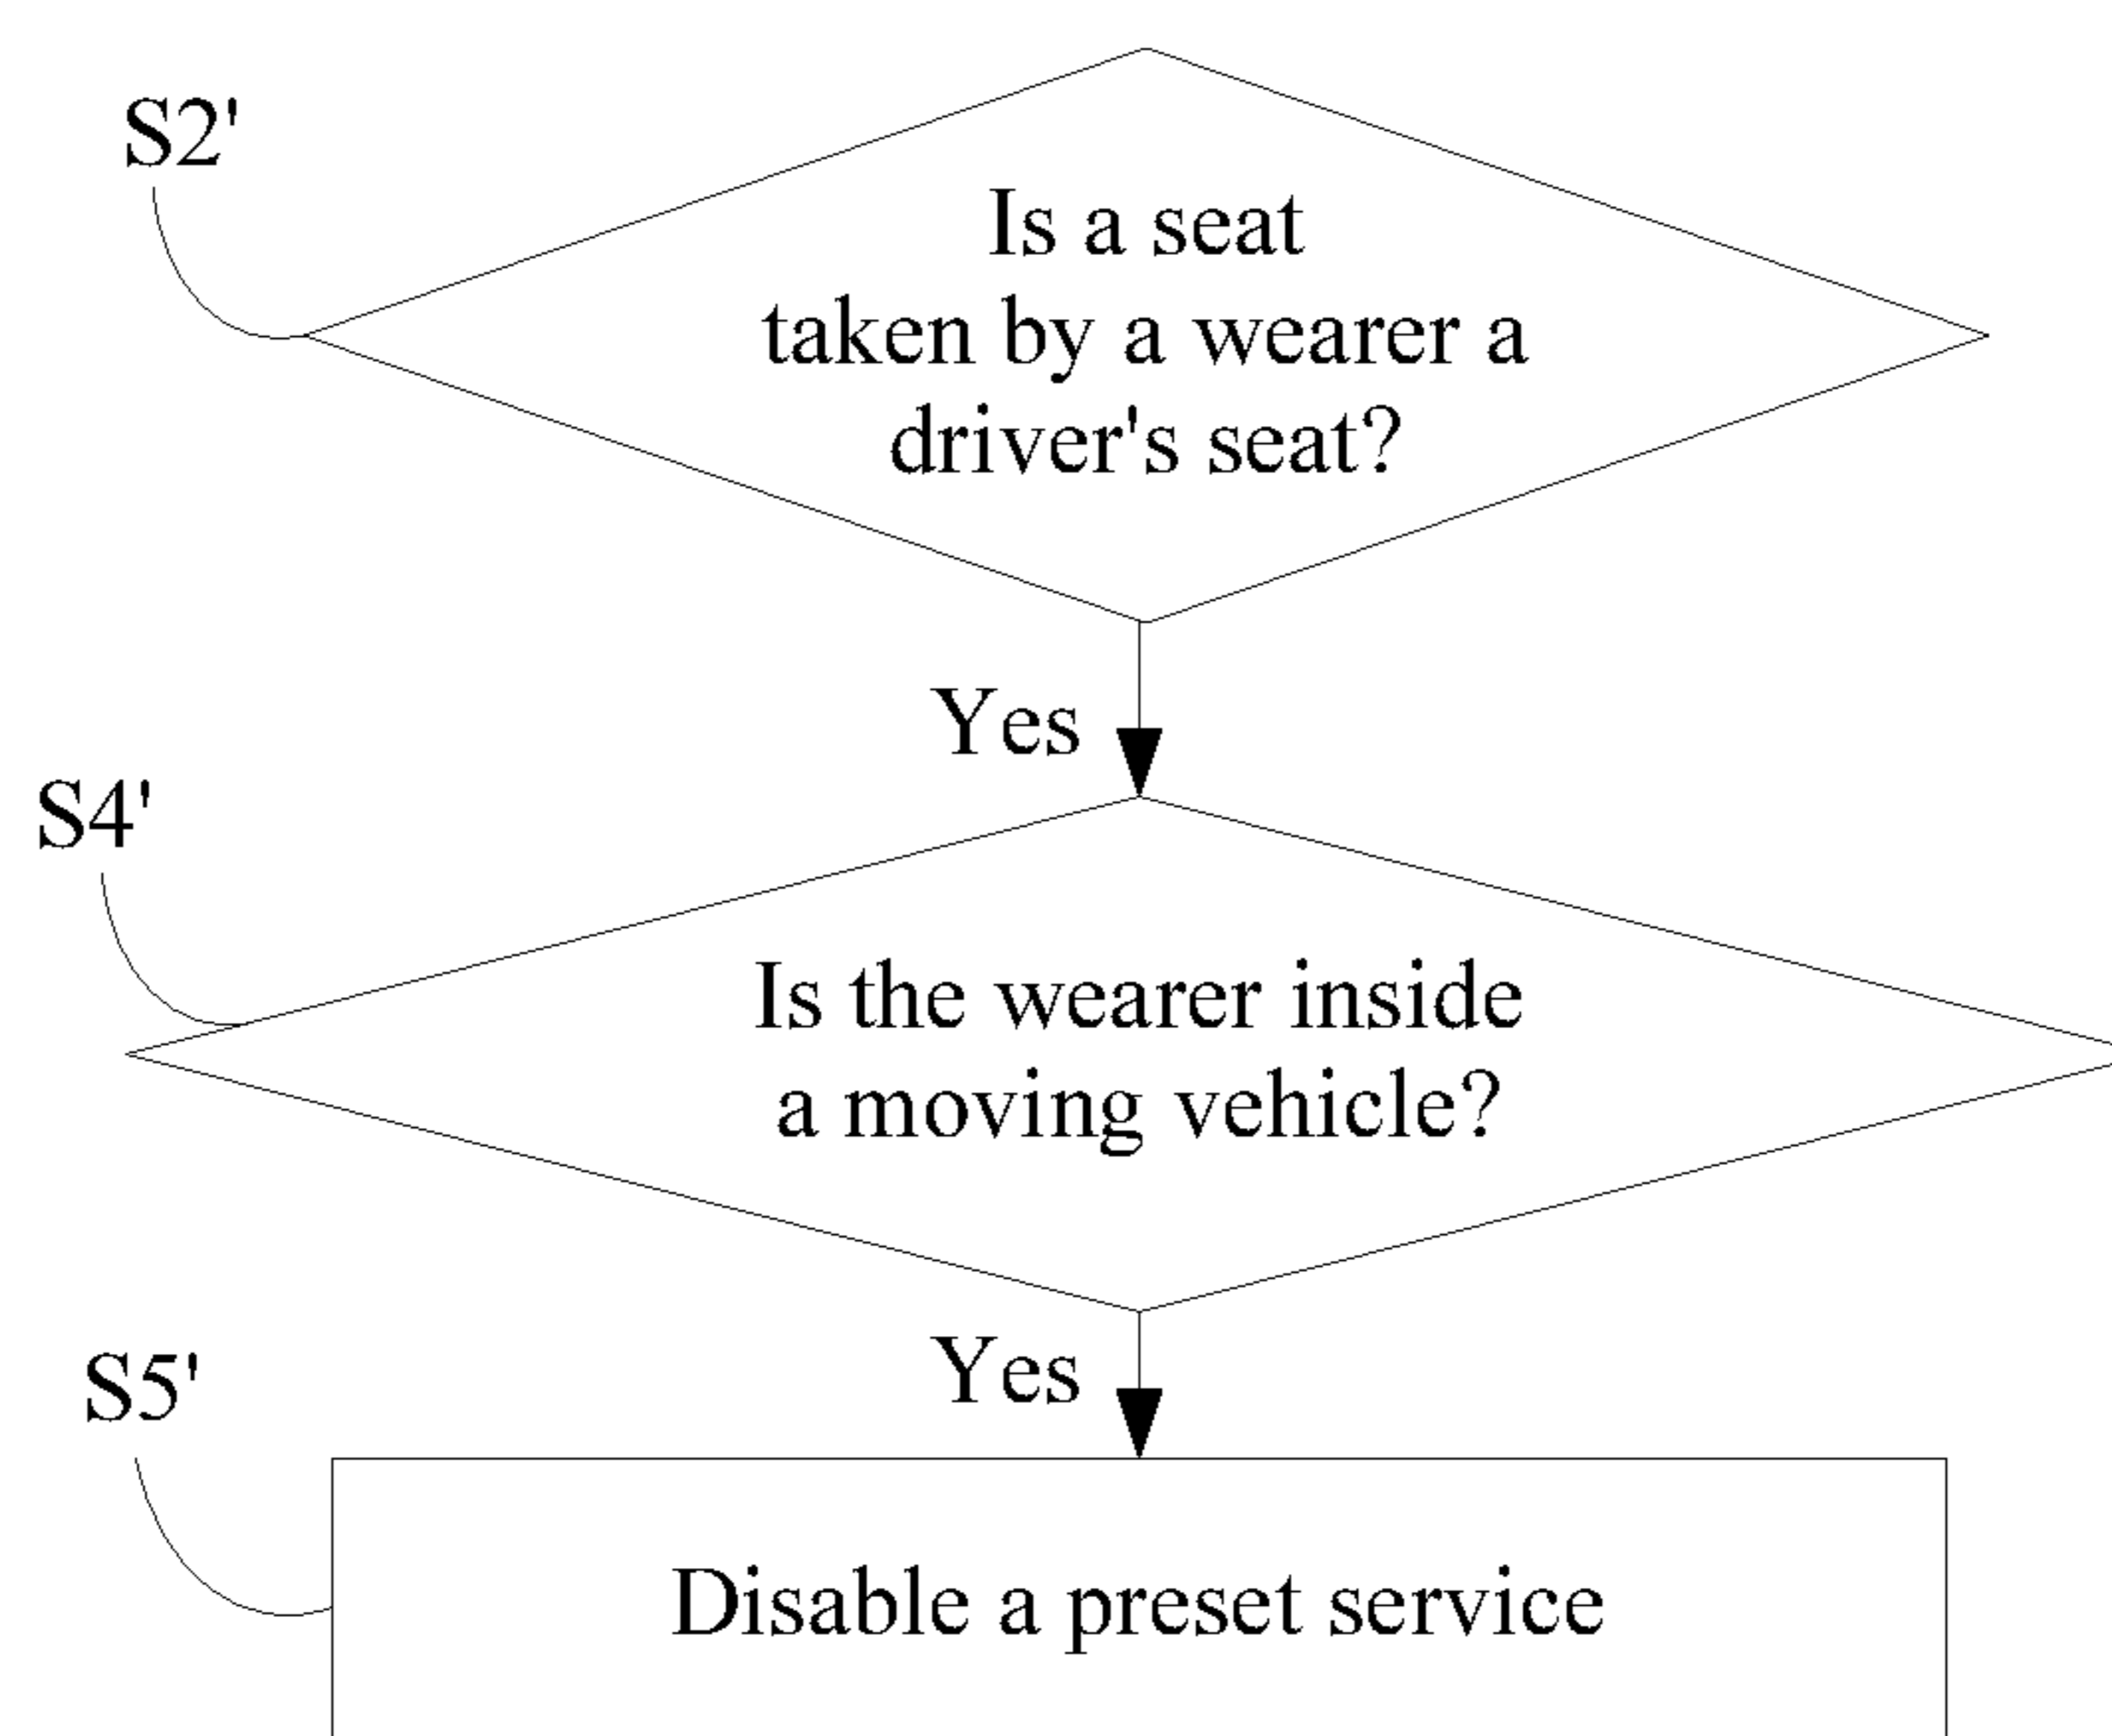 S2'
Is a seat
taken by a wearer a
driver's seat?
Yes
S4'
Is the wearer inside
a moving vehicle?
Yes
S5'
Disable a preset service